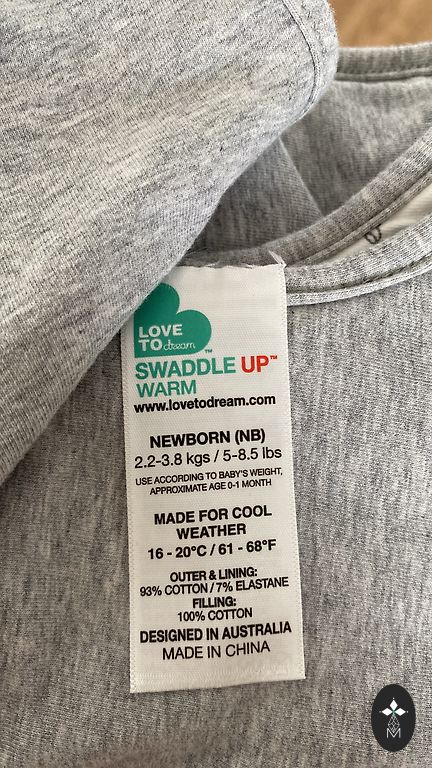 LOVE
TO dream™
SWADDLE UP™
WARM
www.lovetodream.com
NEWBORN (NB)
2.2-3.8 kgs / 5-8.5 lbs
USE ACCORDING TO BABY'S WEIGHT,
APPROXIMATE AGE 0-1 MONTH
MADE FOR COOL
WEATHER
16 - 20°C / 61 - 68°F
OUTER & LINING:
93% COTTON / 7% ELASTANE
FILLING:
100% COTTON
DESIGNED IN AUSTRALIA
MADE IN CHINA
M